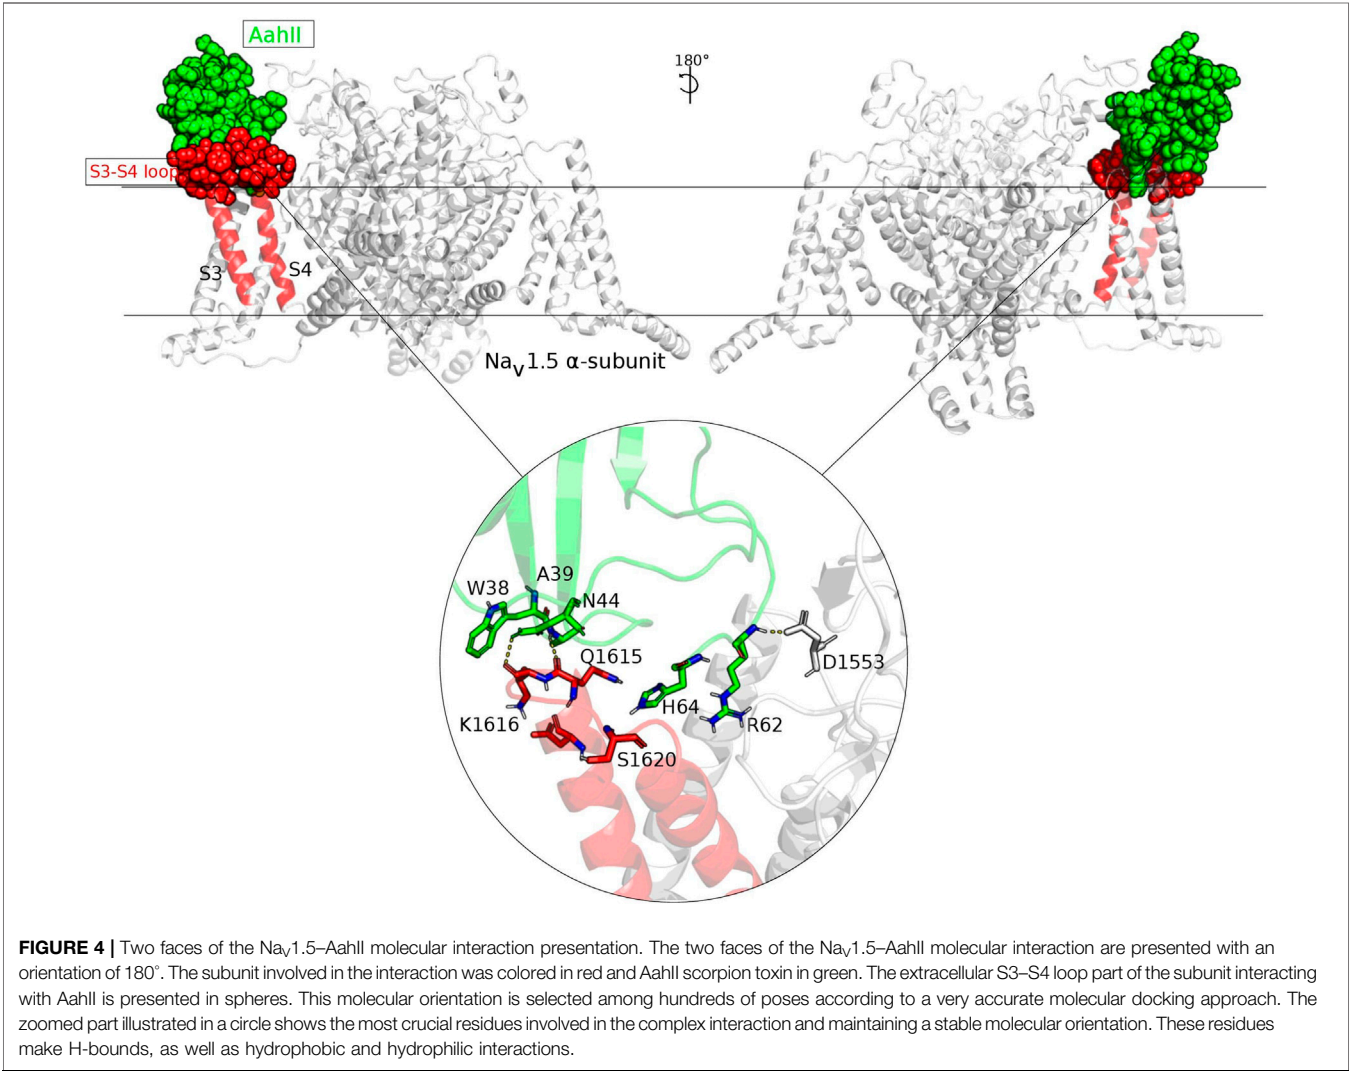 AahII
180°
S3-S4 loop
S3
S4
NaV1.5 α-subunit
A39
W38
N44
Q1615
D1553
H64
K1616
R62
S1620
FIGURE 4 | Two faces of the NaV1.5–AahII molecular interaction presentation. The two faces of the NaV1.5–AahII molecular interaction are presented with an
orientation of 180°. The subunit involved in the interaction was colored in red and AahII scorpion toxin in green. The extracellular S3–S4 loop part of the subunit interacting
with AahII is presented in spheres. This molecular orientation is selected among hundreds of poses according to a very accurate molecular docking approach. The
zoomed part illustrated in a circle shows the most crucial residues involved in the complex interaction and maintaining a stable molecular orientation. These residues
make H-bounds, as well as hydrophobic and hydrophilic interactions.